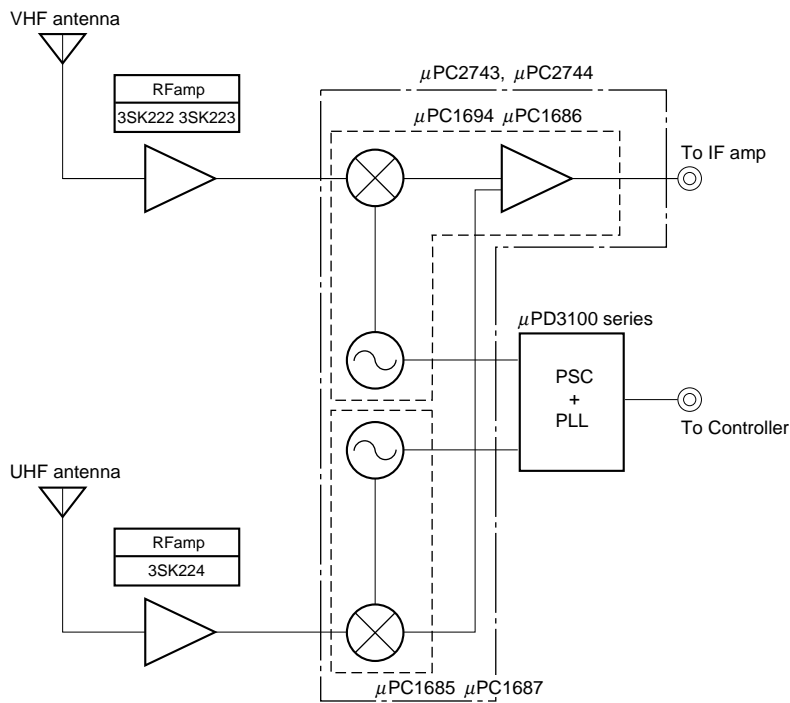 VHF antenna
RFamp
3SK222 3SK223
μPC2743, μPC2744
μPC1694 μPC1686
To IF amp
μPD3100 series
PSC
+
PLL
To Controller
UHF antenna
RFamp
3SK224
μPC1685 μPC1687